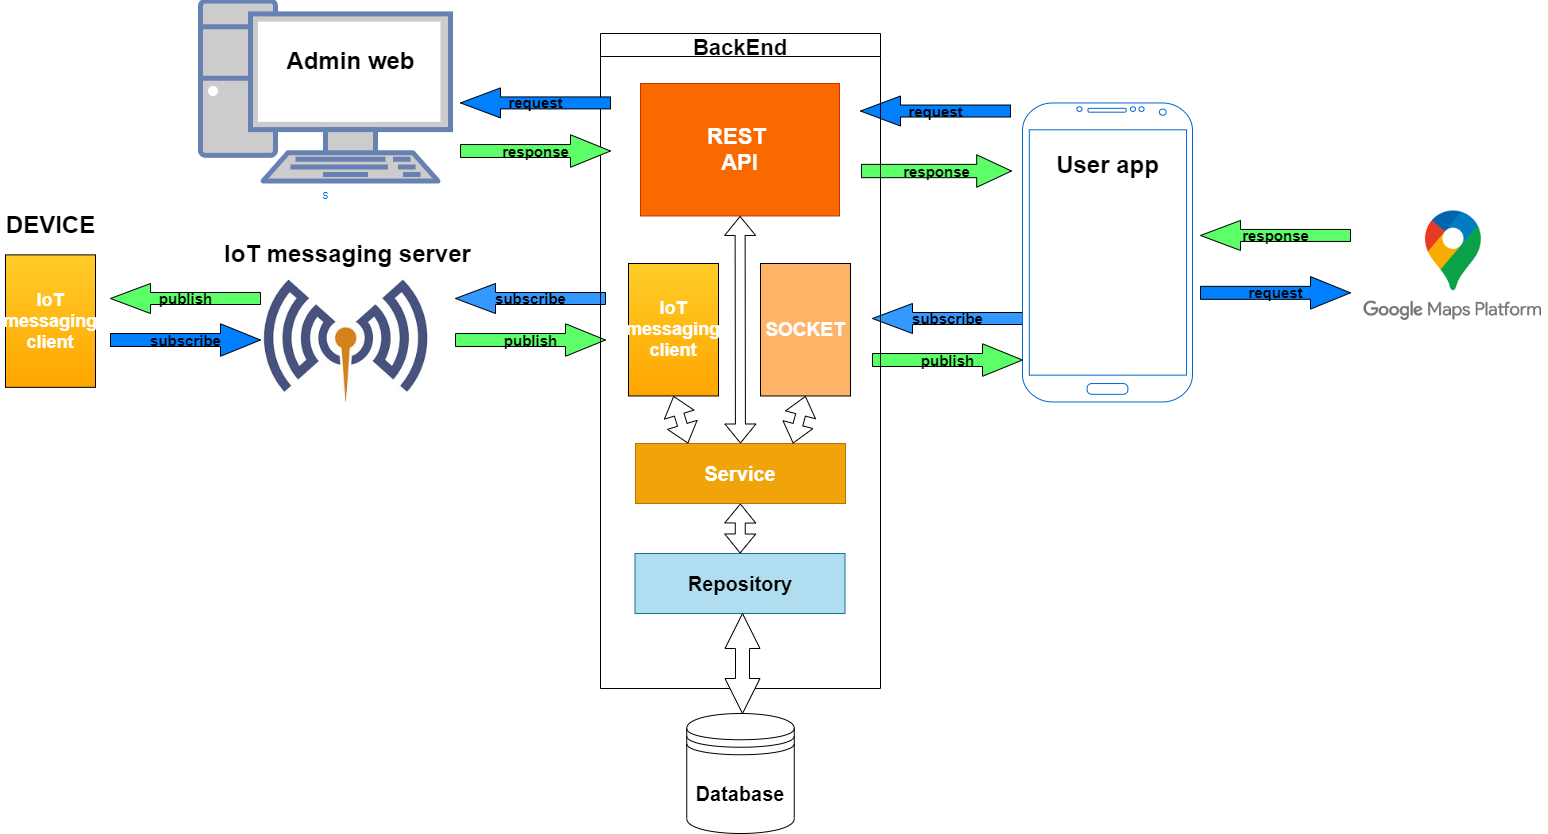 Admin web
BackEnd
request
response
REST
API
request
response
User app
s
DEVICE
IoT messaging server
IoT
messaging
client
publish
subscribe
subscribe
publish
IoT
messaging
client
SOCKET
subscribe
publish
response
request
Google Maps Platform
Service
Repository
Database